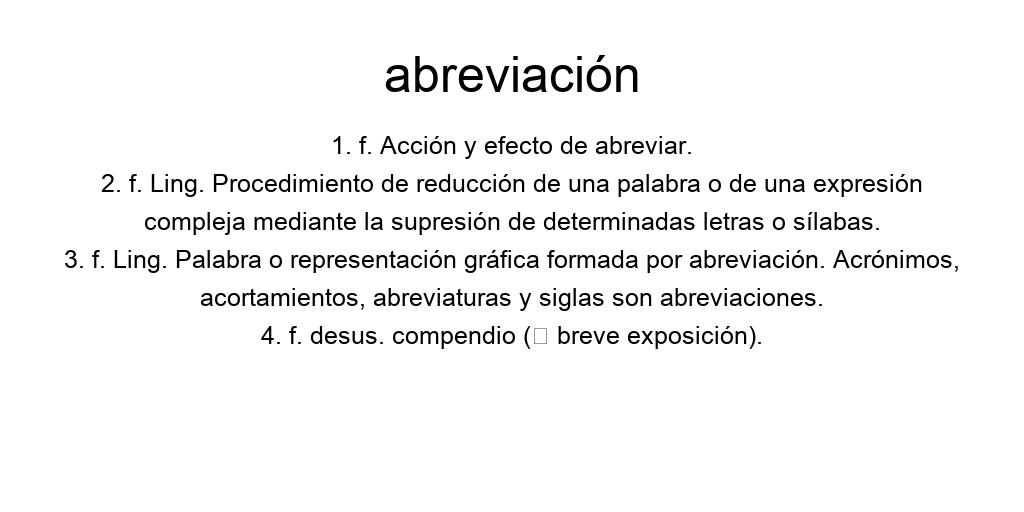 abreviación
1. f. Acción y efecto de abreviar.
2. f. Ling. Procedimiento de reducción de una palabra o de una expresión
compleja mediante la supresión de determinadas letras o sílabas.
3. f. Ling. Palabra o representación gráfica formada por abreviación. Acrónimos,
acortamientos, abreviaturas y siglas son abreviaciones.
4. f. desus. compendio (□ breve exposición).